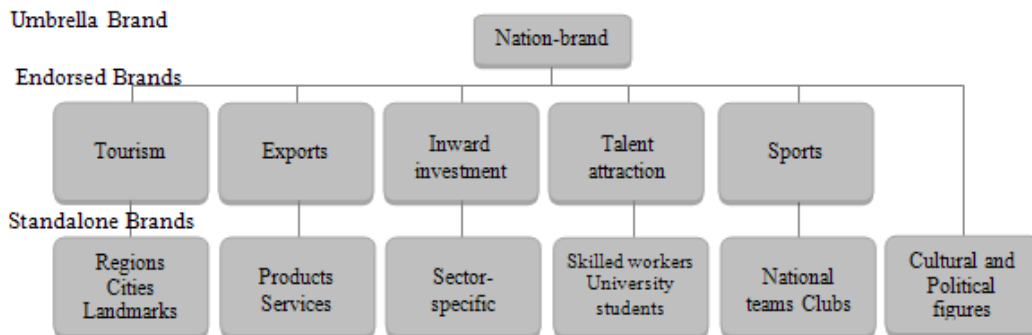 Umbrella Brand
Nation-brand
Endorsed Brands
Tourism
Exports
Inward
investment
Talent
attraction
Sports
Standalone Brands
Regions
Cities
Landmarks
Products
Services
Sector-
specific
Skilled workers
University
students
National
teams Clubs
Cultural and
Political
figures